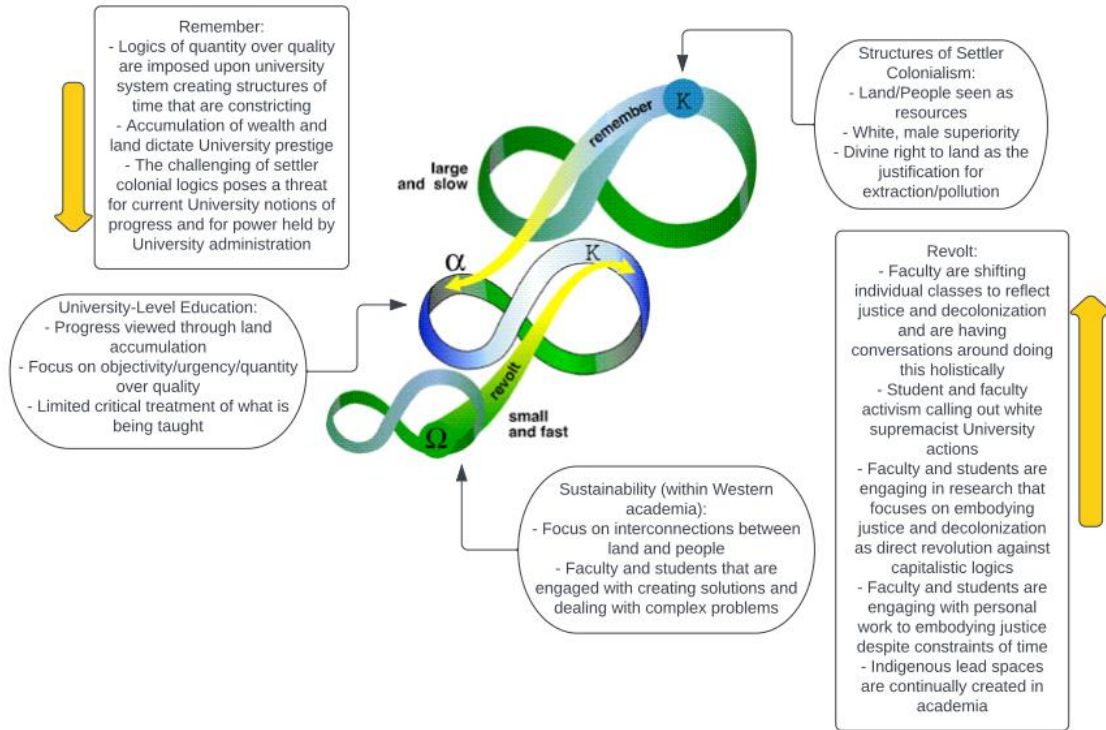 Remember:
- Logics of quantity over quality
are imposed upon university
system creating structures of
time that are constricting
- Accumulation of wealth and
land dictate University prestige
- The challenging of settler
colonial logics poses a threat
for current University notions of
progress and for power held by
University administration
Structures of Settler
Colonialism:
- Land/People seen as
resources
- White, male superiority
- Divine right to land as the
justification for
extraction/pollution
K
remember
large
and slow
α
K
revolt
small
and fast
Ω
University-Level Education:
- Progress viewed through land
accumulation
- Focus on objectivity/urgency/quantity
over quality
- Limited critical treatment of what is
being taught
Sustainability (within Western
academia):
- Focus on interconnections between
land and people
- Faculty and students that are
engaged with creating solutions and
dealing with complex problems
Revolt:
- Faculty are shifting
individual classes to reflect
justice and decolonization
and are having
conversations around doing
this holistically
- Student and faculty
activism calling out white
supremacist University
actions
- Faculty and students are
engaging in research that
focuses on embodying
justice and decolonization
as direct revolution against
capitalistic logics
- Faculty and students are
engaging with personal
work to embodying justice
despite constraints of time
- Indigenous lead spaces
are continually created in
academia